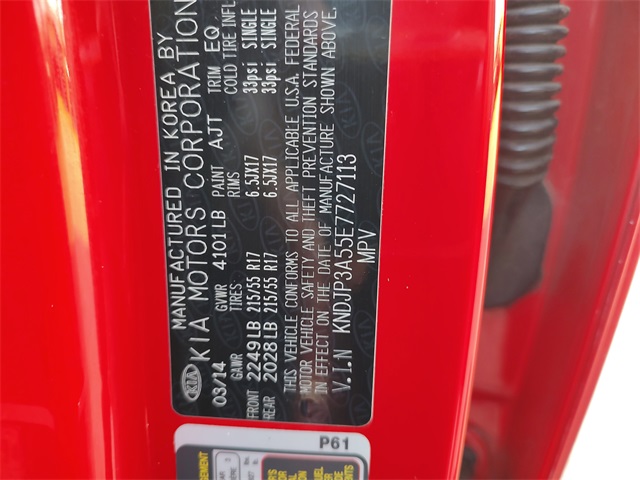 MANUFACTURED IN KOREA BY
KIA KIA MOTORS CORPORATION
03/14 GVWR 4101LB PAINT AJT TRIM EQ
GAWR TIRES RIMS COLD TIRE INFL
FRONT 2249LB 215/55 R17 6.5JX17 33psi SINGLE
REAR 2028LB 215/55 R17 6.5JX17 33psi SINGLE
THIS VEHICLE CONFORMS TO ALL APPLICABLE U.S.A. FEDERAL
MOTOR VEHICLE SAFETY AND THEFT PREVENTION STANDARDS
IN EFFECT ON THE DATE OF MANUFACTURE SHOWN ABOVE.
V.I.N KNDJP3A55E7727113
MPV
P61